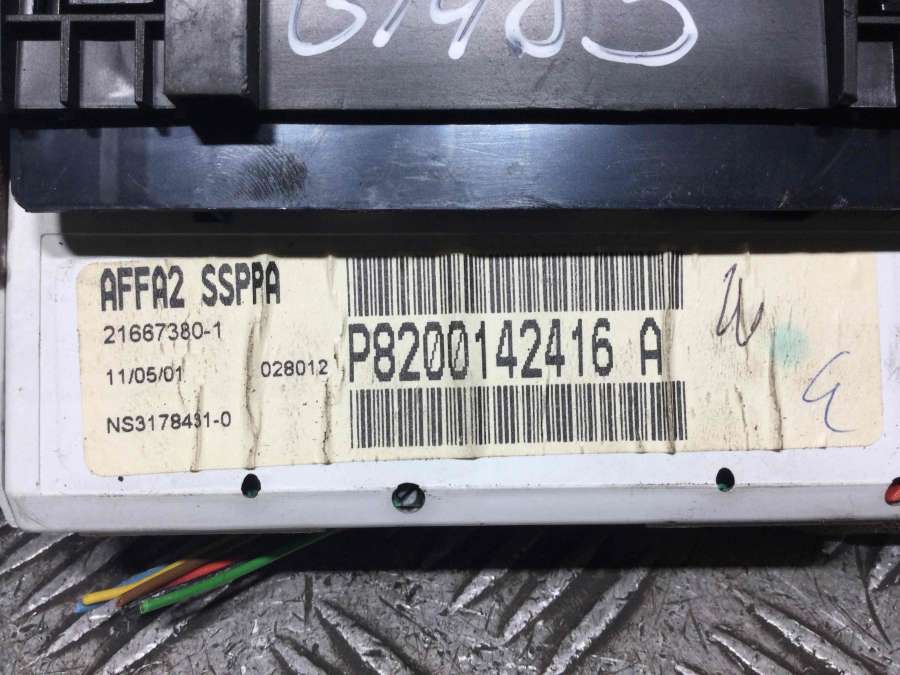 AFFA2 SSPPA
21667380-1
11/05/01 028012
NS3178431-0
P8200142416 A